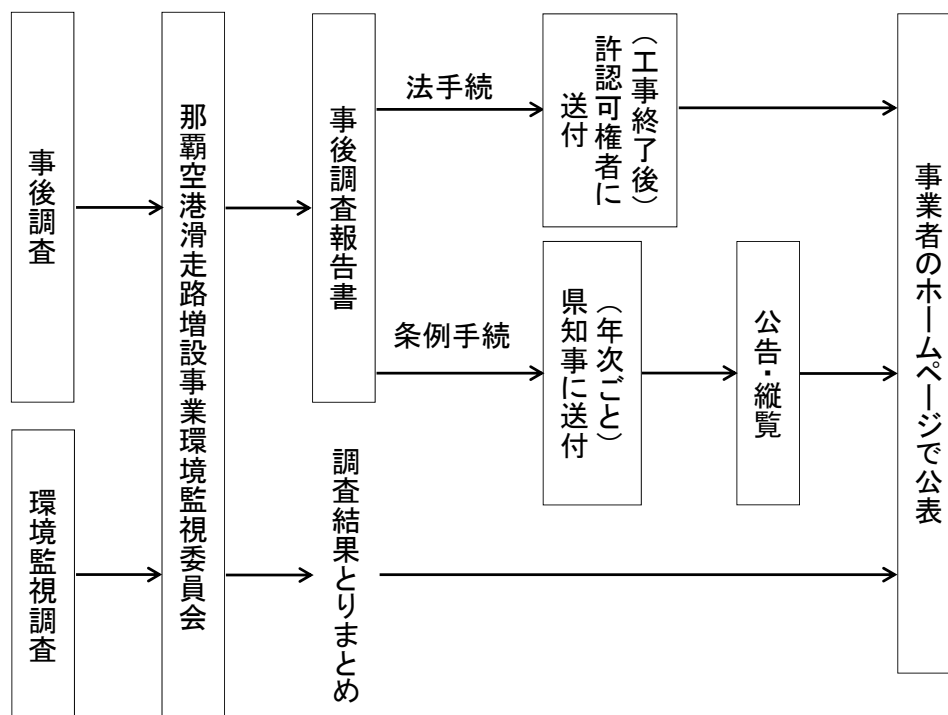 事後調査
環境監視調査
那覇空港滑走路増設事業環境監視委員会
事後調査報告書
調査結果とりまとめ
法手続
条例手続
（工事終了後）
許認可権者に
送付
（年次ごと）
県知事に送付
公告・縦覧
事業者のホームページで公表